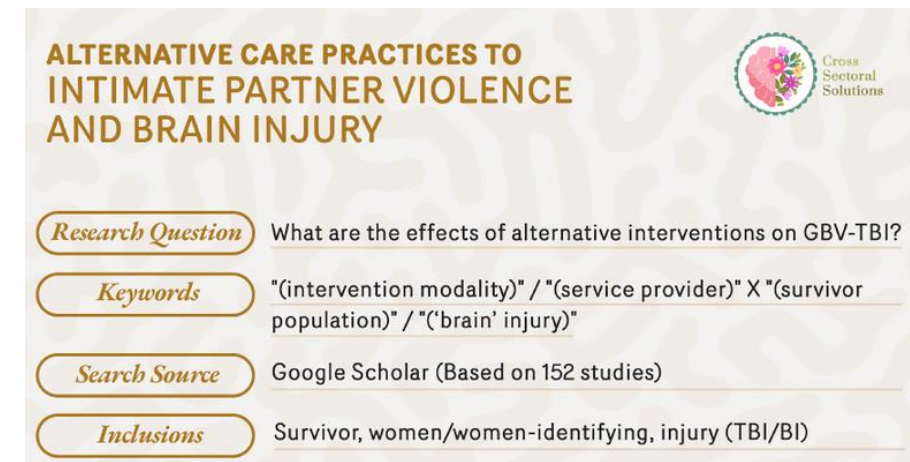 ALTERNATIVE CARE PRACTICES TO
INTIMATE PARTNER VIOLENCE
AND BRAIN INJURY
Cross
Sectoral
Solutions
Research Question
What are the effects of alternative interventions on GBV-TBI?
Keywords
"(intervention modality)" / "(service provider)" X "(survivor
population)" / "(‘brain’ injury)"
Search Source
Google Scholar (Based on 152 studies)
Inclusions
Survivor, women/women-identifying, injury (TBI/BI)